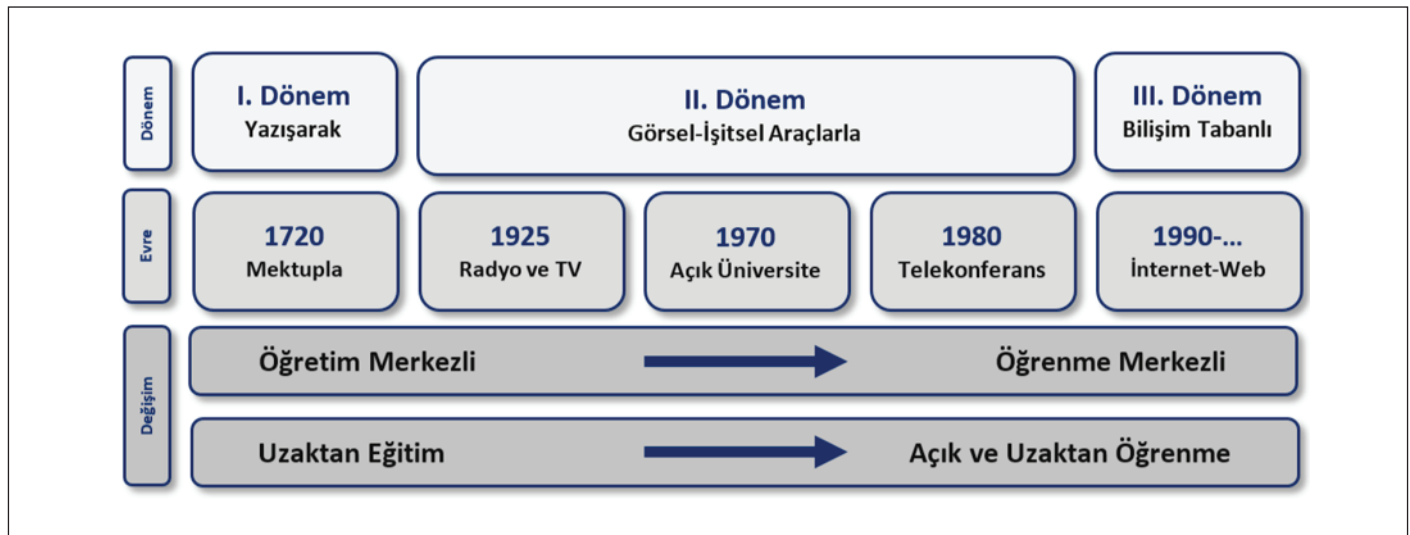 Dönem
I. Dönem
Yazışarak
II. Dönem
Görsel-İşitsel Araçlarla
III. Dönem
Bilişim Tabanlı
Evre
1720
Mektupla
1925
Radyo ve TV
1970
Açık Üniversite
1980
Telekonferans
1990-...
İnternet-Web
Değişim
Öğretim Merkezli
Öğrenme Merkezli
Uzaktan Eğitim
Açık ve Uzaktan Öğrenme